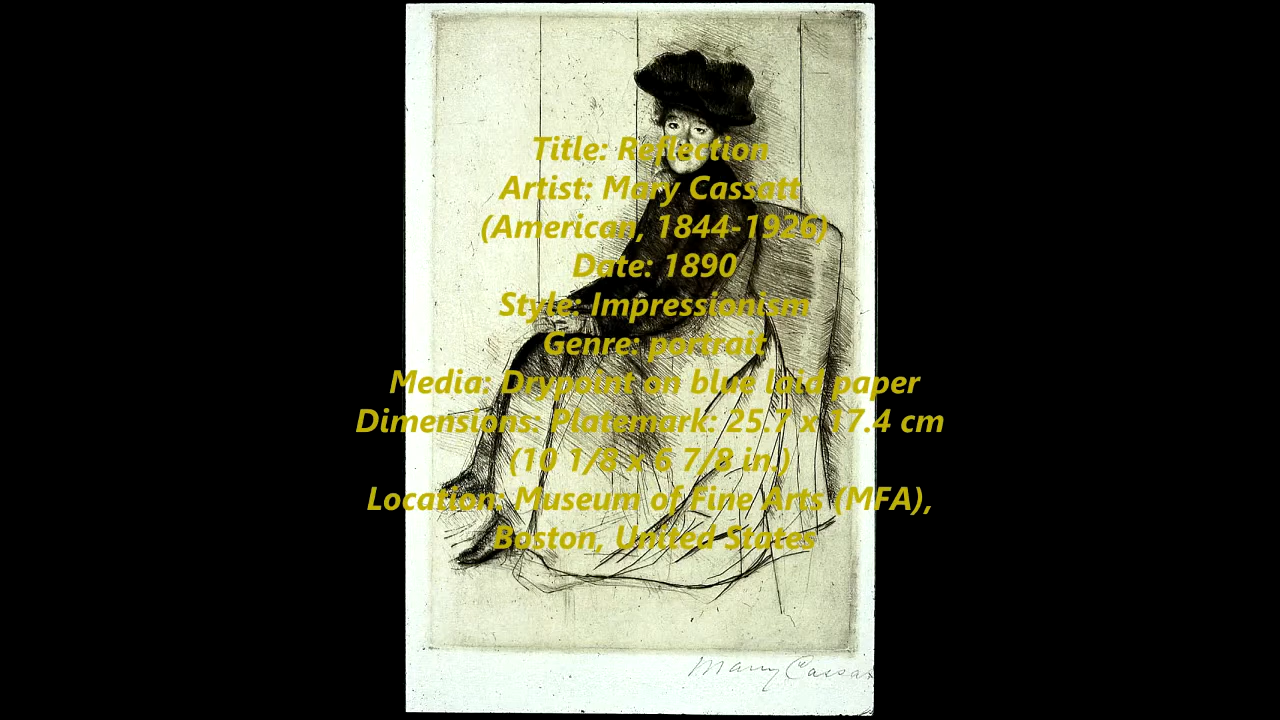 Title: Reflection
Artist: Mary Cassatt
(American, 1844-1926)
Date: 1890
Style: Impressionism
Genre: portrait
Media: Drypoint on blue laid paper
Dimensions: Platemark: 25.7 x 17.4 cm
(10 1/8 x 6 7/8 in.)
Location: Museum of Fine Arts (MFA),
Boston, United States
Mary Cassat